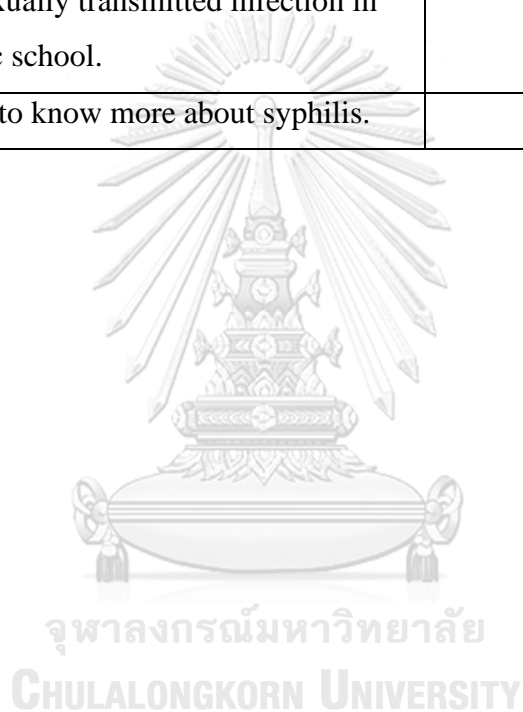 xually transmitted infection in
c school.
to know more about syphilis.
จุฬาลงกรณ์มหาวิทยาลัย
CHULALONGKORN UNIVERSITY